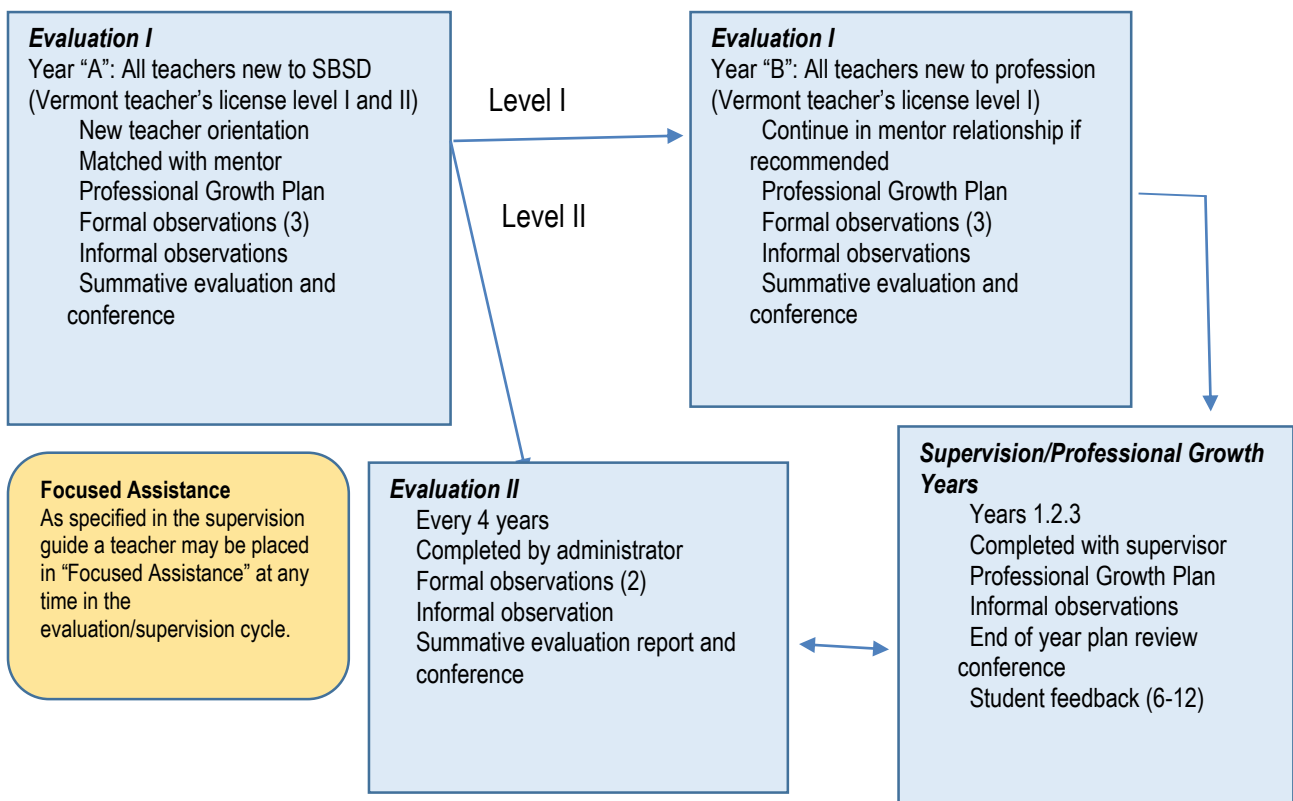 Evaluation I
Year “A”: All teachers new to SBSD
(Vermont teacher’s license level I and II)
New teacher orientation
Matched with mentor
Professional Growth Plan
Formal observations (3)
Informal observations
Summative evaluation and
conference
Level I
Level II
Evaluation I
Year “B”: All teachers new to profession
(Vermont teacher’s license level I)
Continue in mentor relationship if
recommended
Professional Growth Plan
Formal observations (3)
Informal observations
Summative evaluation and
conference
Focused Assistance
As specified in the supervision
guide a teacher may be placed
in “Focused Assistance” at any
time in the
evaluation/supervision cycle.
Evaluation II
Every 4 years
Completed by administrator
Formal observations (2)
Informal observation
Summative evaluation report and
conference
Supervision/Professional Growth
Years
Years 1.2.3
Completed with supervisor
Professional Growth Plan
Informal observations
End of year plan review
conference
Student feedback (6-12)